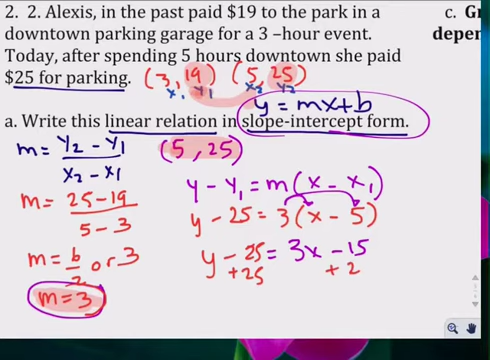 2. 2. Alexis, in the past paid $19 to the park in a
downtown parking garage for a 3 –hour event.
Today, after spending 5 hours downtown she paid
$25 for parking. (3, 19) (5, 25)
x₁ y₁ x₂ y₂
y = mx+b
a. Write this linear relation in slope-intercept form.
m = y₂ - y₁
x₂ - x₁
(5, 25)
m = 25-19
5-3
y - y₁ = m(x - x₁)
y - 25 = 3(x - 5)
m = 6/2 or 3
y - 25 = 3x - 15
+25 +2
m=3
c. Gr
depen